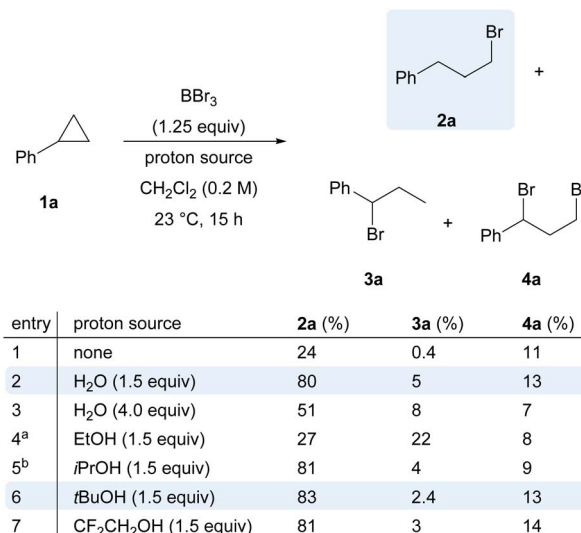 Br
Ph
+
2a
BBr3
(1.25 equiv)
proton source
CH2Cl2 (0.2 M)
23 °C, 15 h
Ph
1a
Ph
Br
+
Br
Ph
3a
4a
entry proton source 2a (%) 3a (%) 4a (%)
1 none 24 0.4 11
2 H2O (1.5 equiv) 80 5 13
3 H2O (4.0 equiv) 51 8 7
4a EtOH (1.5 equiv) 27 22 8
5b iPrOH (1.5 equiv) 81 4 9
6 tBuOH (1.5 equiv) 83 2.4 13
7 CF3CH2OH (1.5 equiv) 81 3 14